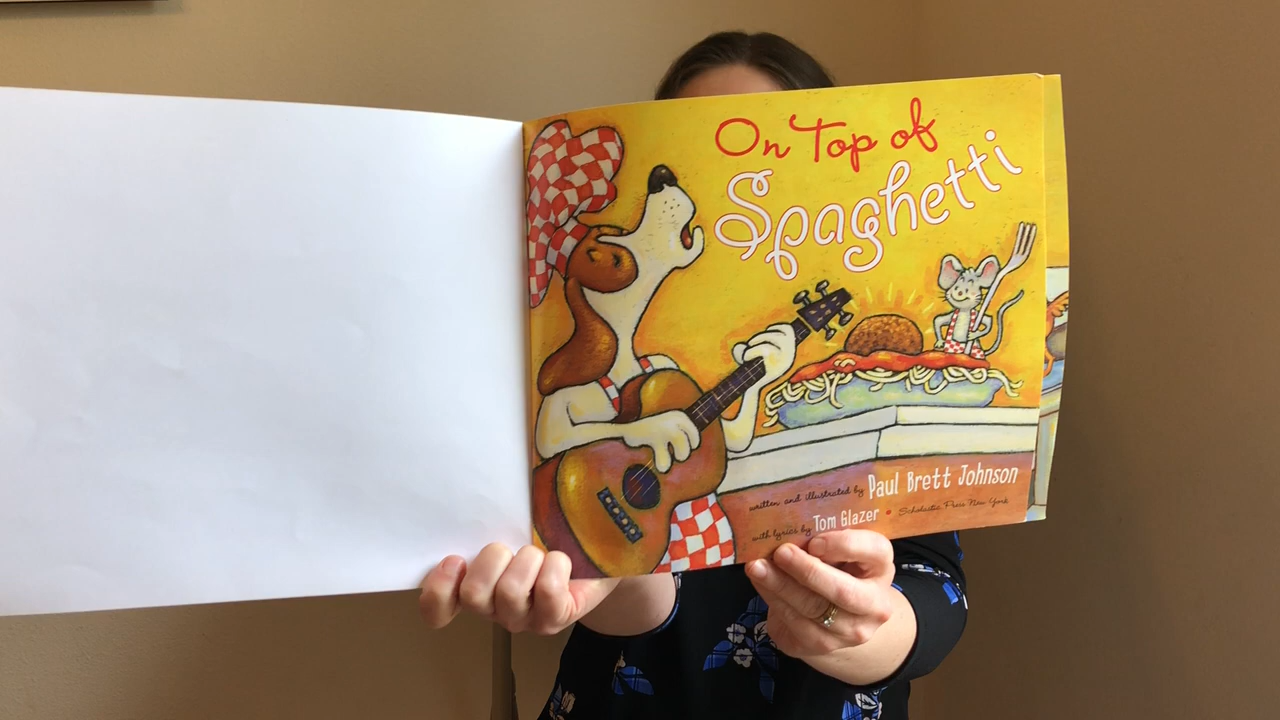 On Top of
Spaghetti
written and illustrated by Paul Brett Johnson
with lyrics by Tom Glazer • Scholastic Press New York